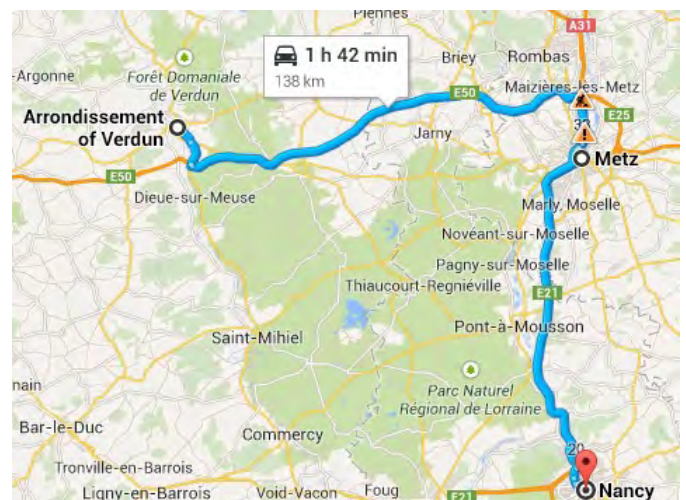 Piennes
A31
1 h 42 min
138 km
Briey
Rombas
-Argonne
Forêt Domaniale
de Verdun
Maizières-les-Metz
E50
E25
Arrondissement
of Verdun
Jarny
Metz
E50
Dieue-sur-Meuse
Marly, Moselle
Novéant-sur-Moselle
Pagny-sur-Moselle
Thiaucourt-Regniéville
E21
Saint-Mihiel
Pont-à-Mousson
Parc Naturel
Régional de Lorraine
E21
Bar-le-Duc
Commercy
Tronville-en-Barrois
Ligny-en-Barrois
Void-Vacon
Foug
Nancy